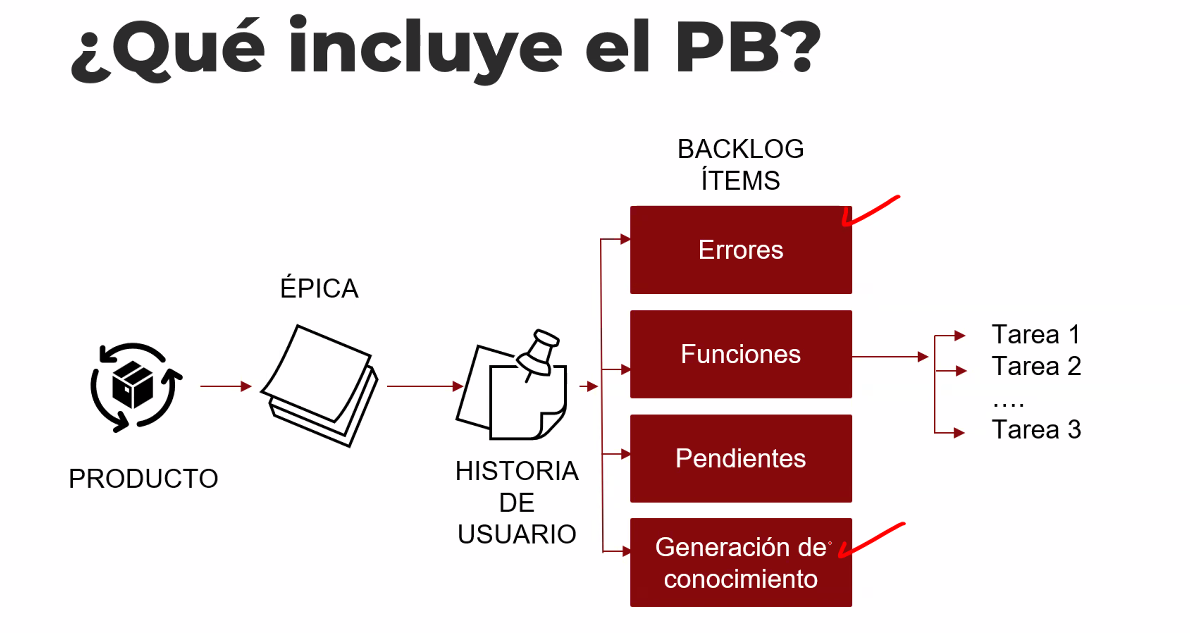 ¿Qué incluye el PB?
BACKLOG
ÍTEMS
PRODUCTO
ÉPICA
HISTORIA
DE
USUARIO
Errores
Funciones
Pendientes
Generación de
conocimiento
Tarea 1
Tarea 2
....
Tarea 3